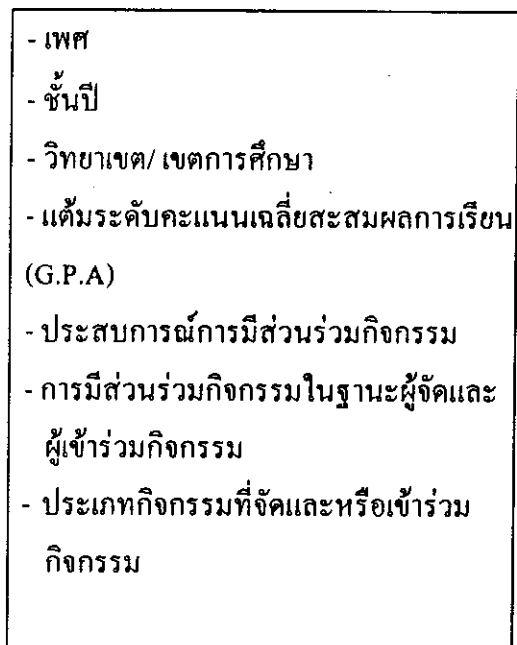 - เพศ
- ชั้นปี
- วิทยาเขต/ เขตการศึกษา
- แต้มระดับคะแนนเฉลี่ยสะสมผลการเรียน
(G.P.A)
- ประสบการณ์การมีส่วนร่วมกิจกรรม
- การมีส่วนร่วมกิจกรรมในฐานะผู้จัดและ
ผู้เข้าร่วมกิจกรรม
- ประเภทกิจกรรมที่จัดและหรือเข้าร่วม
กิจกรรม